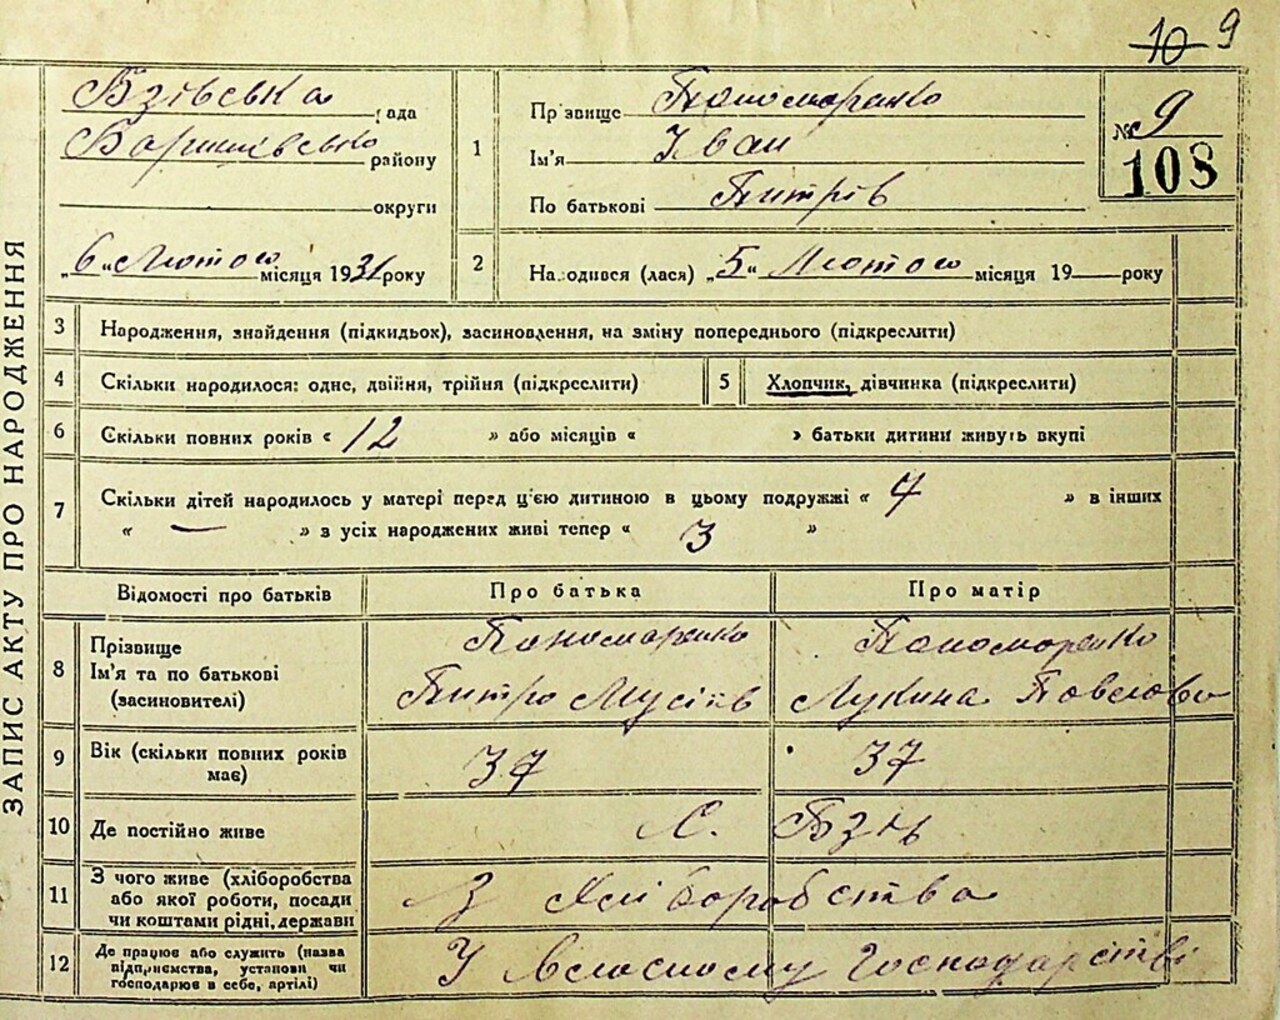 10 9
ЗАПИС АКТУ ПРО НАРОДЖЕННЯ
Бзівська рада
Баришівсько району
округи
„6“ Лютого місяця 1931 року
1
Прізвище Пономаренко
Ім'я Іван
По батькові Питрів
№ 9
108
2
Народився (лася) „5“ Лютого місяця 19 року
3 Народження, знайдення (підкидьох), засиновлення, на зміну попереднього (підкреслити)
4 Скільки народилося: одне, двійня, трійня (підкреслити)
5 Хлопчик, дівчинка (підкреслити)
6 Скільки повних років « 12 » або місяців « » батьки дитини живуть вкупі
7 Скільки дітей народилось у матері перед ц'єю дитиною в цьому подружжі « 7 » в інших
« — » з усіх народжених живі тепер « 3 »
Відомості про батьків Про батька Про матір
8 Прізвище Пономаренко Пономоренко
Ім'я та по батькові Питро Мусіїв Лукина Павлова
(засиновителі)
9 Вік (скільки повних років має) 37 37
10 Де постійно живе С. Бзів
11 З чого живе (хліборобства
або якої роботи, посади З Хліборобства
чи коштами рідні, держави
12 Де працює або служить (назва
підприємства, установи чи У власному господарстві
господарює в себе, артілі)